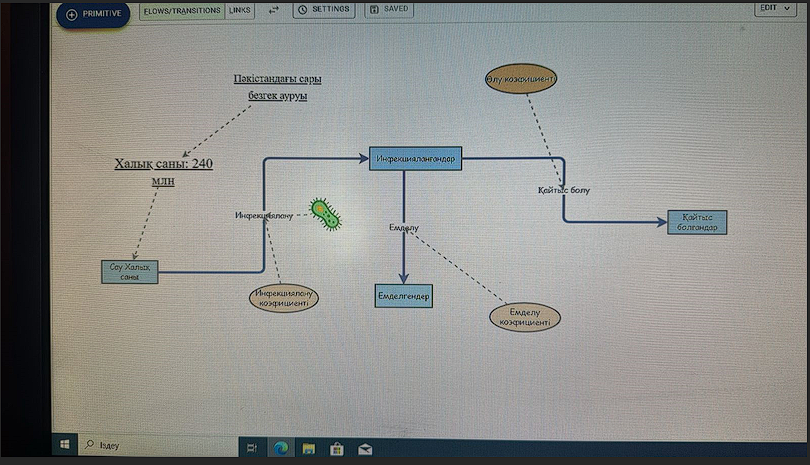 PRIMITIVE
FLOWS/TRANSITIONS
LINKS
SETTINGS
SAVED
EDIT
Пәкістандағы сары
безгек ауруы
Өлу коэфициенті
Халық саны: 240
млн
Инфекцияланғандар
Қайтыс болу
Инфекциялану
Емделу
Қайтыс
болғандар
Сау Халық
саны
Инфекциялану
коэфициенті
Емделгендер
Емделу
коэфициенті
Іздеу